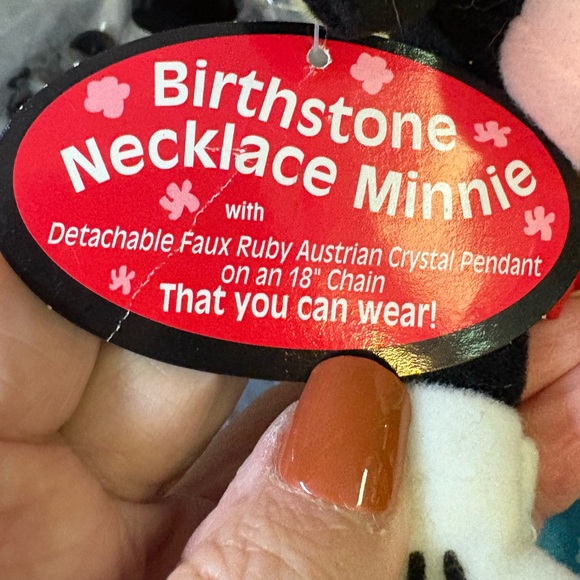 Birthstone
Necklace Minnie
with
Detachable Faux Ruby Austrian Crystal Pendant
on an 18" Chain
That you can wear!